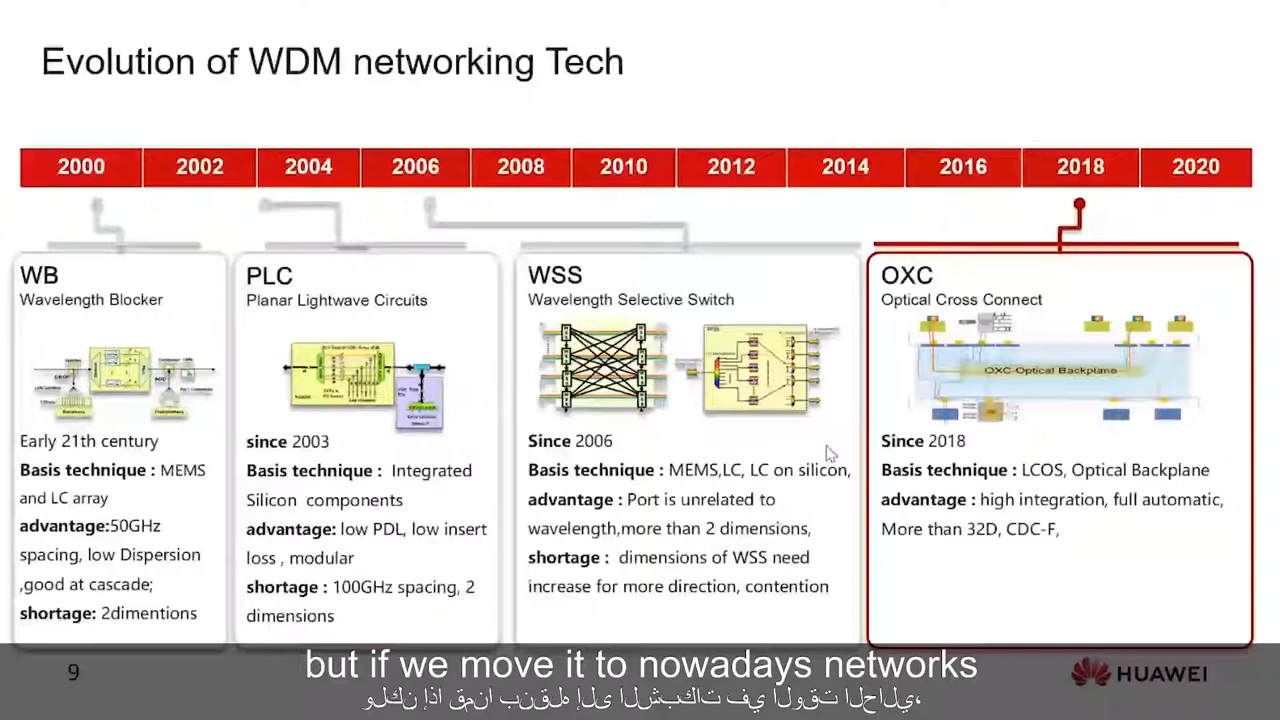 Evolution of WDM networking Tech
2000 2002 2004 2006 2008 2010 2012 2014 2016 2018 2020
WB
Wavelength Blocker
Early 21th century
Basis technique : MEMS
and LC array
advantage:50GHz
spacing, low Dispersion
,good at cascade;
shortage: 2dimentions
PLC
Planar Lightwave Circuits
since 2003
Basis technique : Integrated
Silicon components
advantage: low PDL, low insert
loss , modular
shortage : 100GHz spacing, 2
dimensions
WSS
Wavelength Selective Switch
WSS
Since 2006
Basis technique : MEMS,LC, LC on silicon,
advantage : Port is unrelated to
wavelength,more than 2 dimensions,
shortage : dimensions of WSS need
increase for more direction, contention
OXC
Optical Cross Connect
OXC-Optical Backplane
Since 2018
Basis technique : LCOS, Optical Backplane
advantage : high integration, full automatic,
More than 32D, CDC-F,
but if we move it to nowadays networks
ولكن إذا قمنا بنقله إلى الشبكات في الوقت الحالي،
9
HUAWEI